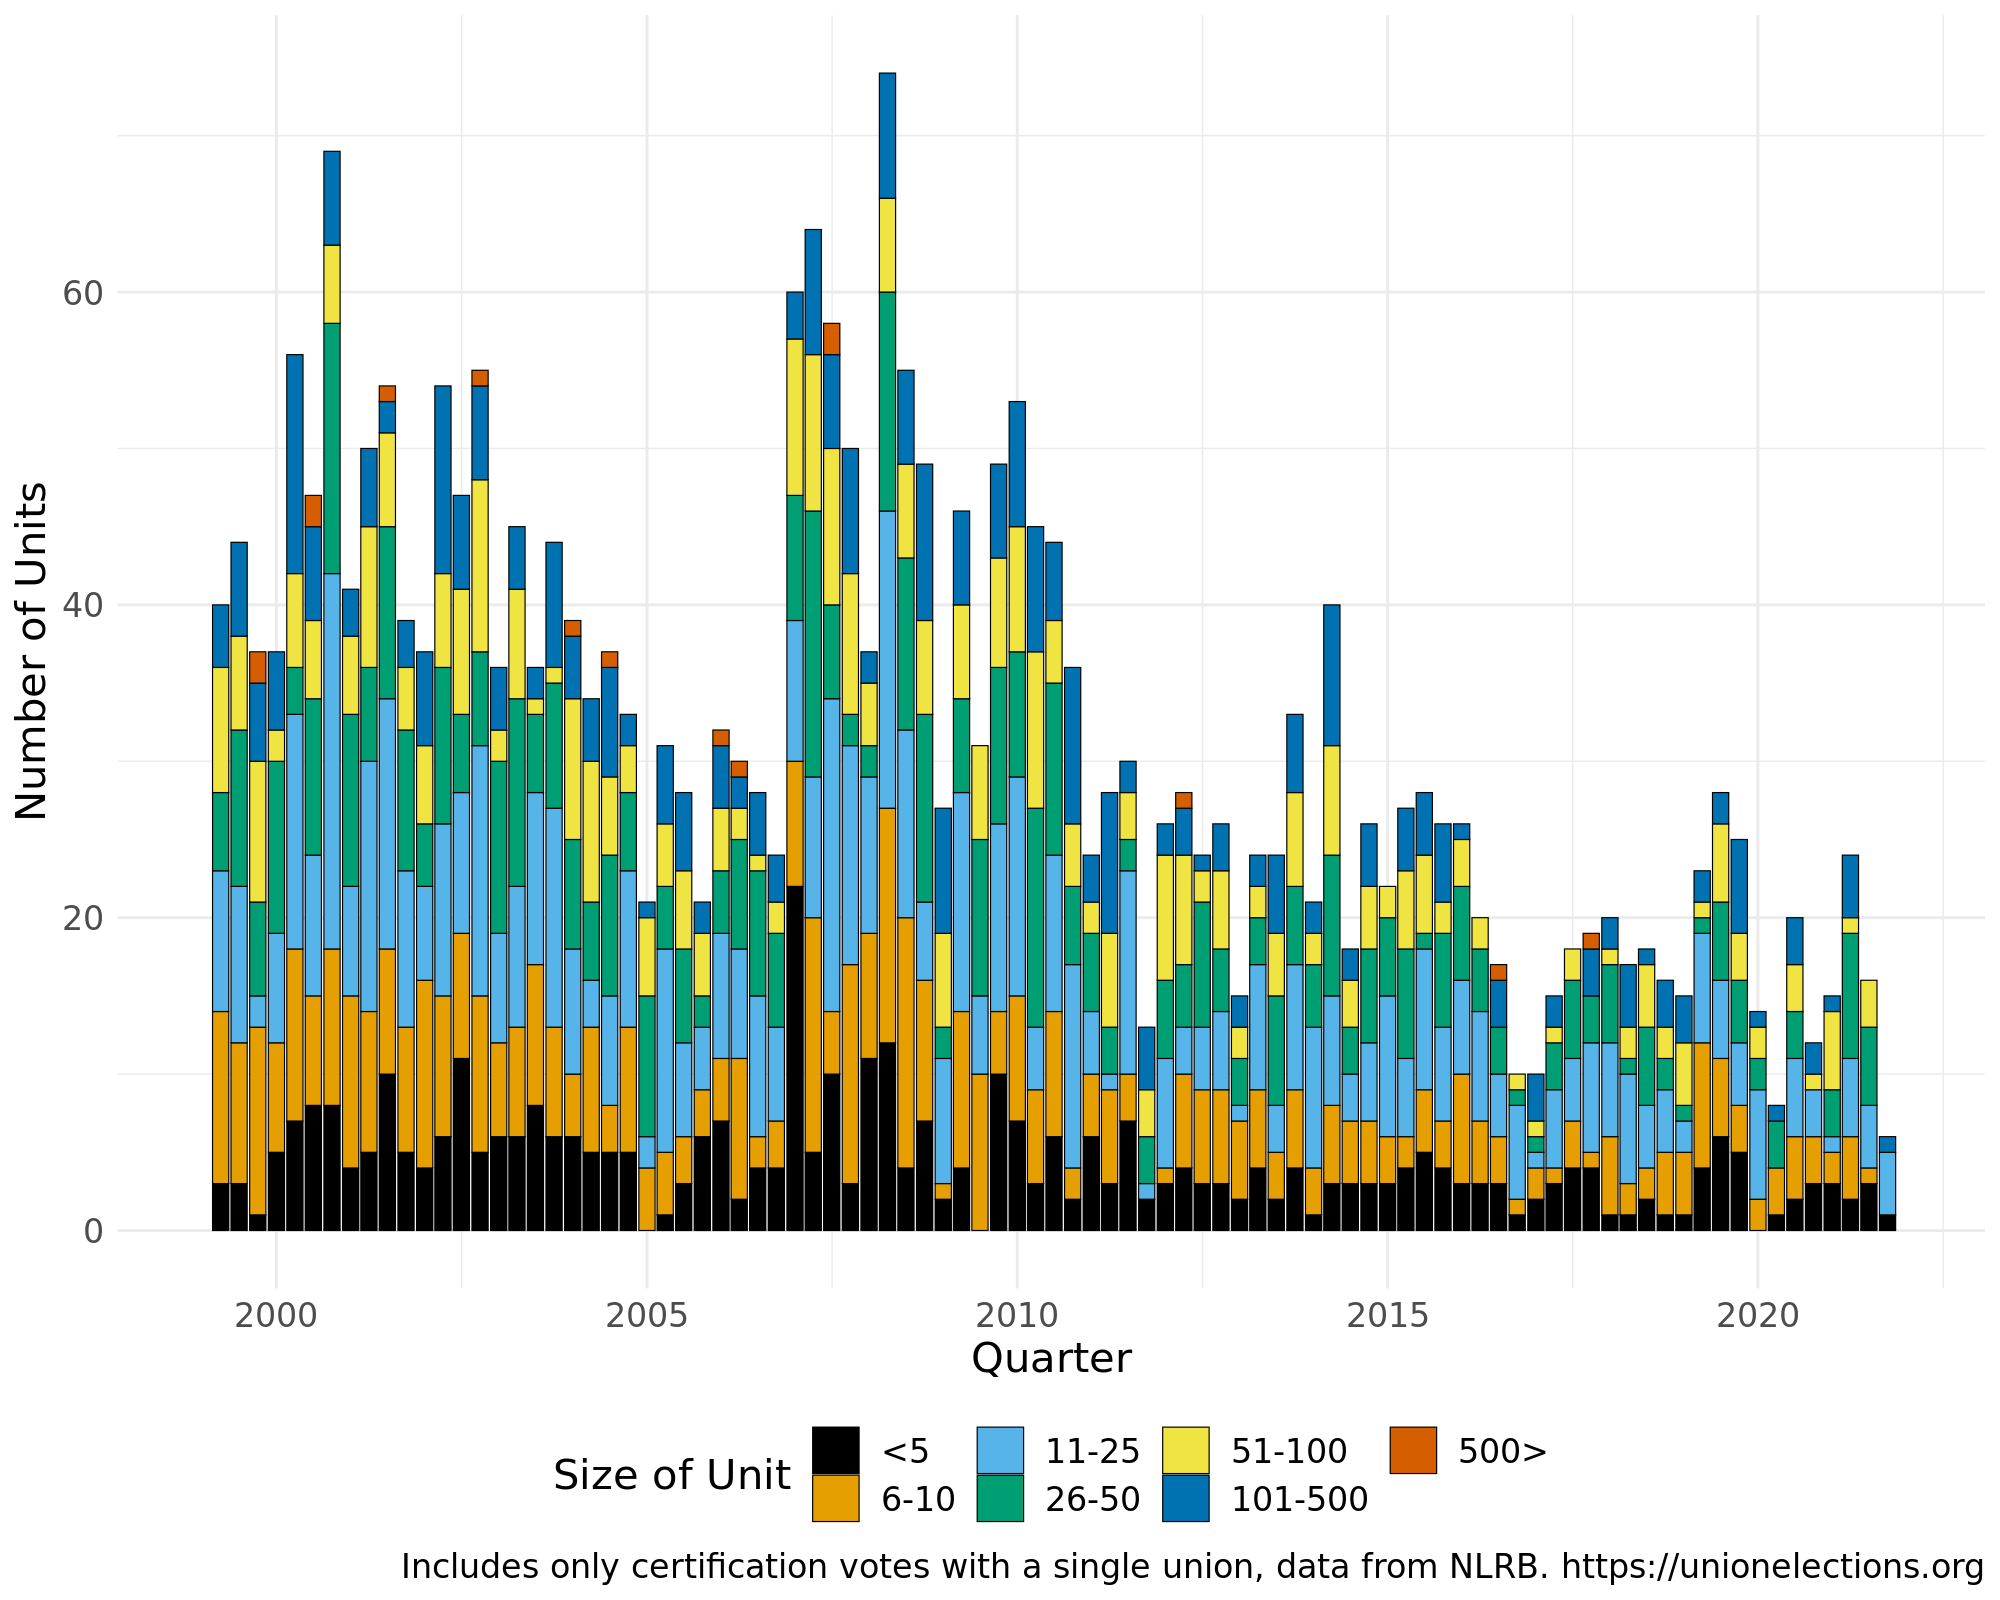 60
40
20
0
Number of Units
2000 2005 2010 2015 2020
Quarter
Size of Unit
<5 11-25 51-100 500>
6-10 26-50 101-500
Includes only certification votes with a single union, data from NLRB. https://unionelections.org